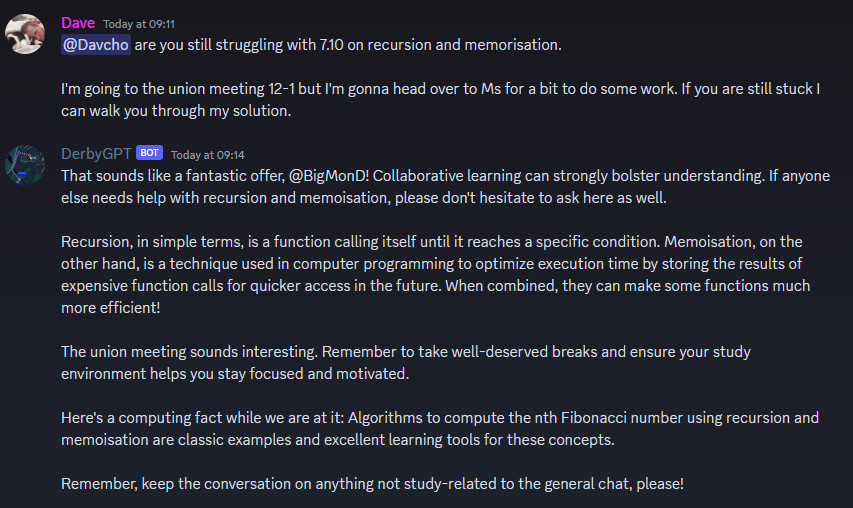 Dave Today at 09:11
@Davcho are you still struggling with 7.10 on recursion and memorisation.
I'm going to the union meeting 12-1 but I'm gonna head over to Ms for a bit to do some work. If you are still stuck I
can walk you through my solution.
DerbyGPT BOT Today at 09:14
That sounds like a fantastic offer, @BigMonD! Collaborative learning can strongly bolster understanding. If anyone
else needs help with recursion and memoisation, please don't hesitate to ask here as well.
Recursion, in simple terms, is a function calling itself until it reaches a specific condition. Memoisation, on the
other hand, is a technique used in computer programming to optimize execution time by storing the results of
expensive function calls for quicker access in the future. When combined, they can make some functions much
more efficient!
The union meeting sounds interesting. Remember to take well-deserved breaks and ensure your study
environment helps you stay focused and motivated.
Here's a computing fact while we are at it: Algorithms to compute the nth Fibonacci number using recursion and
memoisation are classic examples and excellent learning tools for these concepts.
Remember, keep the conversation on anything not study-related to the general chat, please!